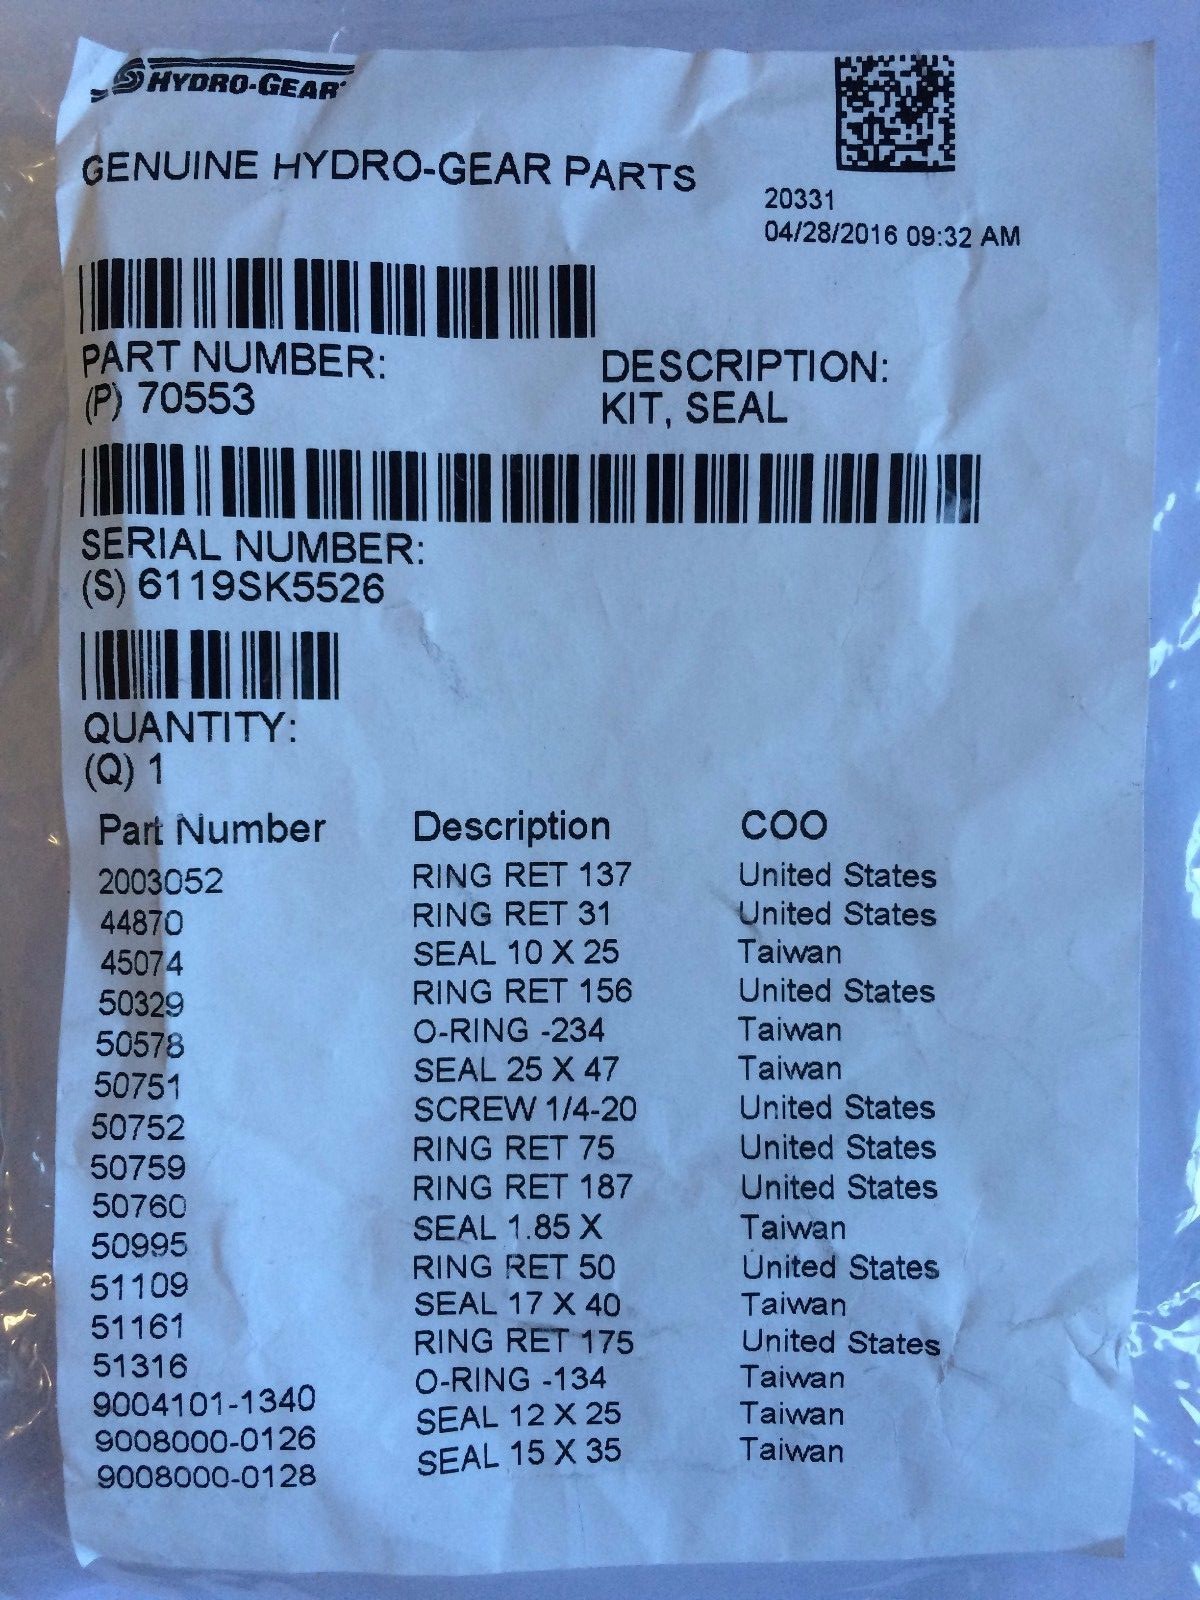 HYDRO-GEAR
GENUINE HYDRO-GEAR PARTS
20331
04/28/2016 09:32 AM
PART NUMBER:
(P) 70553
DESCRIPTION:
KIT, SEAL
SERIAL NUMBER:
(S) 6119SK5526
QUANTITY:
(Q) 1
Part Number Description COO
2003052 RING RET 137 United States
44870 RING RET 31 United States
45074 SEAL 10 X 25 Taiwan
50329 RING RET 156 United States
50578 O-RING -234 Taiwan
50751 SEAL 25 X 47 Taiwan
50752 SCREW 1/4-20 United States
50759 RING RET 75 United States
50760 RING RET 187 United States
50995 SEAL 1.85 X Taiwan
51109 RING RET 50 United States
51161 SEAL 17 X 40 Taiwan
51316 RING RET 175 United States
9004101-1340 O-RING -134 Taiwan
9008000-0126 SEAL 12 X 25 Taiwan
9008000-0128 SEAL 15 X 35 Taiwan